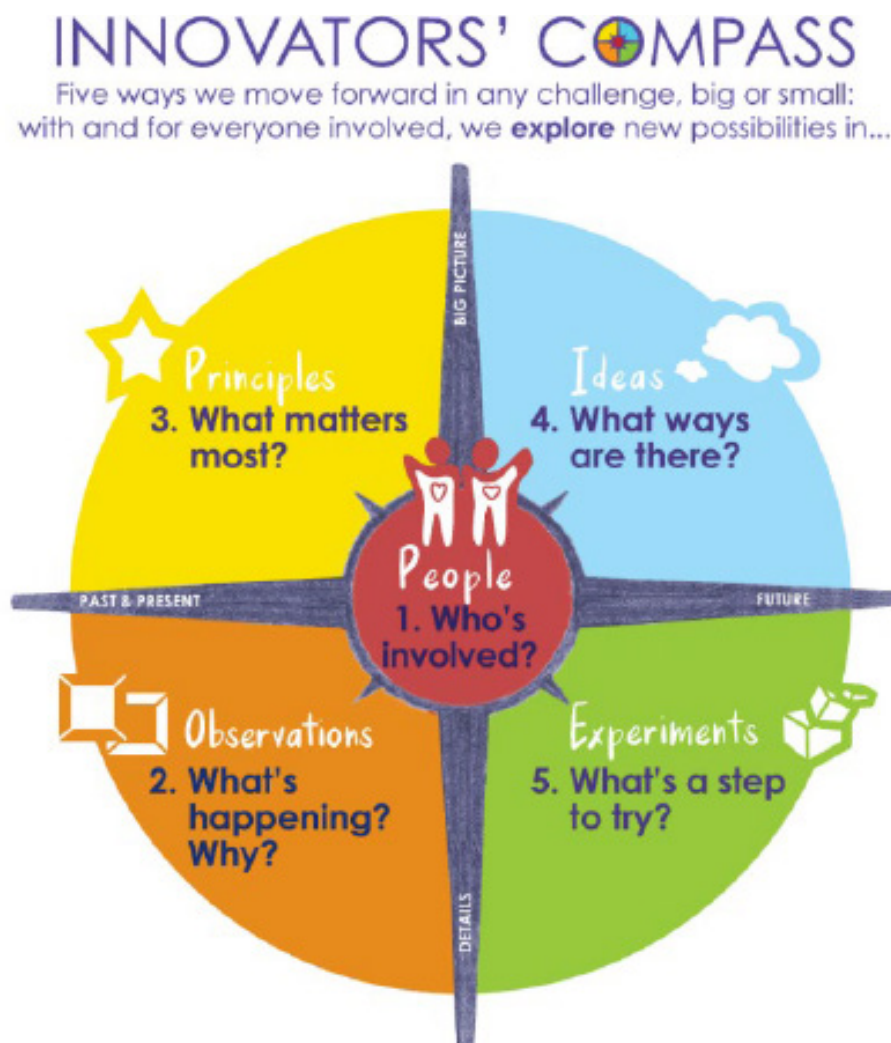 INNOVATORS' COMPASS
Five ways we move forward in any challenge, big or small:
with and for everyone involved, we explore new possibilities in...
BIG PICTURE
Principles
3. What matters
most?
Ideas
4. What ways
are there?
People
1. Who's
involved?
PAST & PRESENT
FUTURE
Observations
2. What's
happening?
Why?
Experiments
5. What's a step
to try?
DETAILS